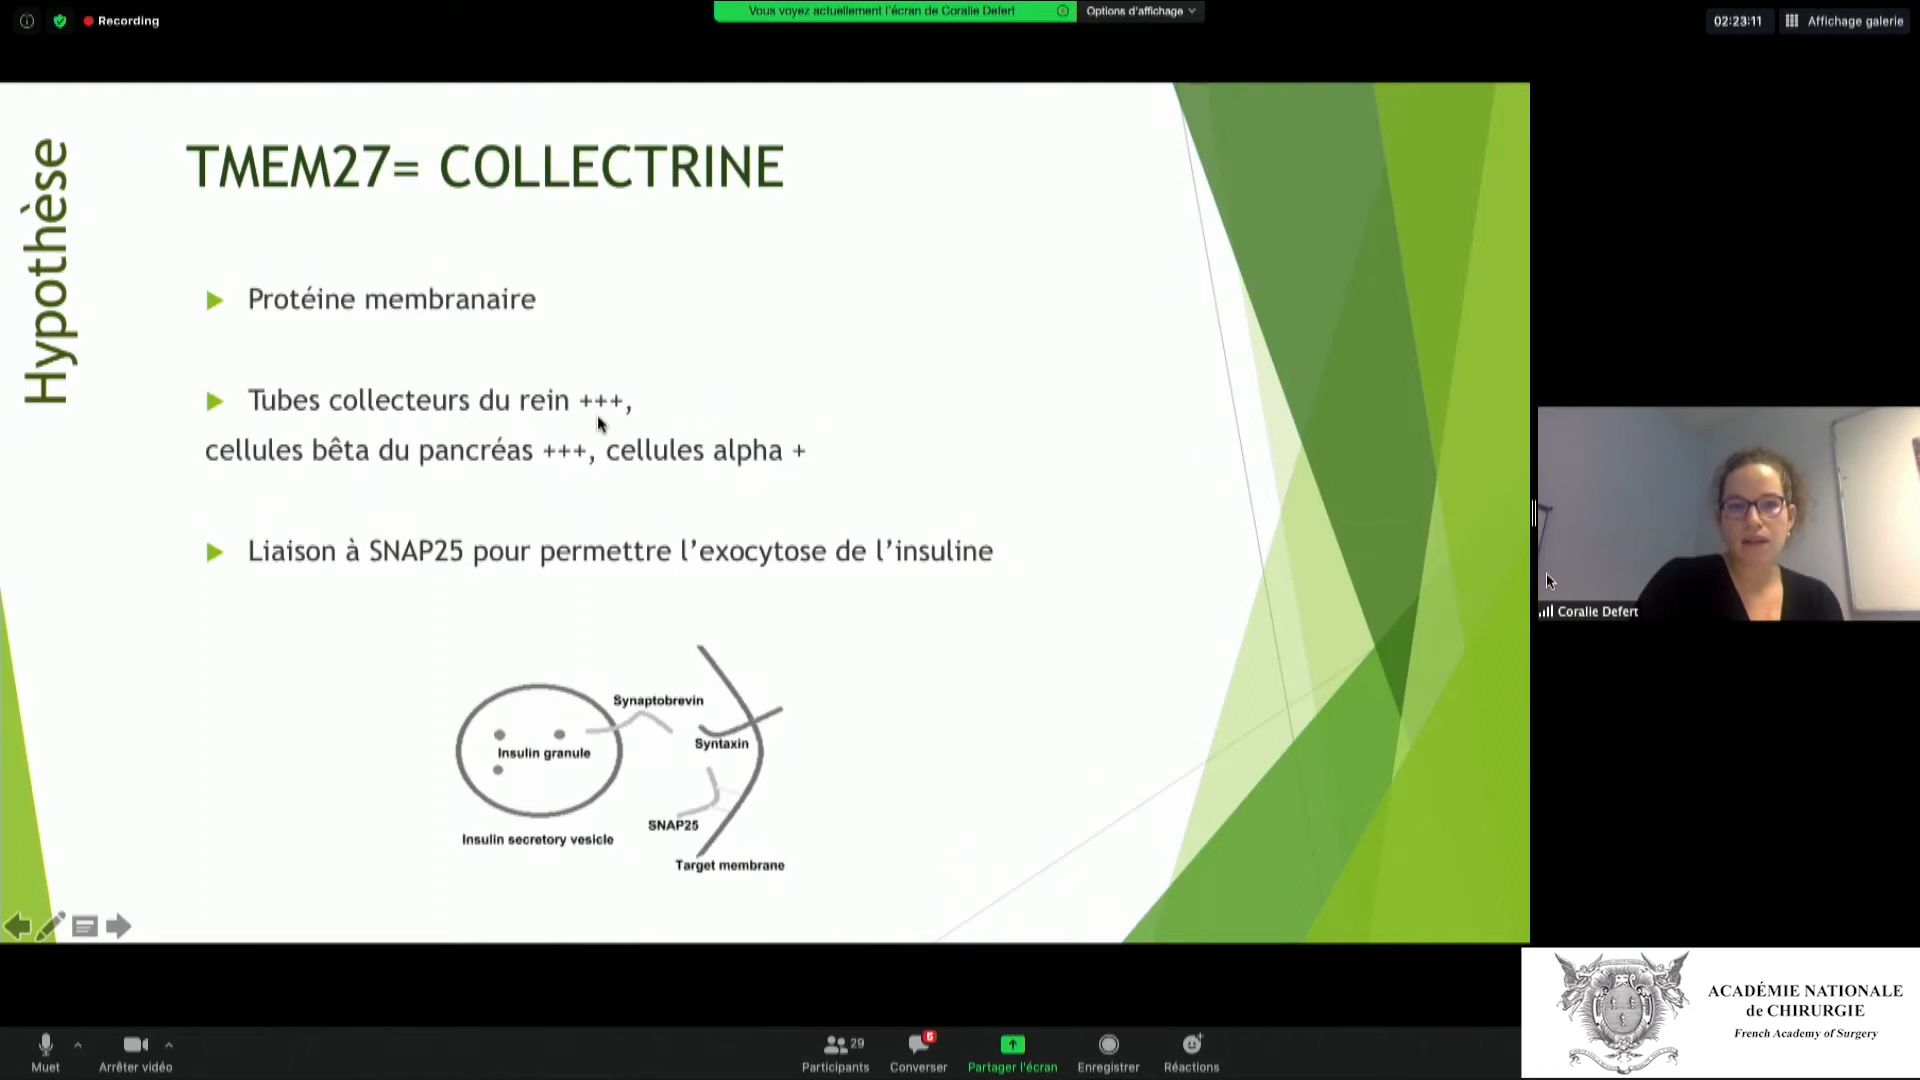 Recording
Vous voyez actuellement l'écran de Coralie Defert
Options d'affichage
02:23:11
Affichage galerie
Hypothèse
TMEM27= COLLECTRINE
Protéine membranaire
Tubes collecteurs du rein +++,
cellules bêta du pancréas +++, cellules alpha +
Liaison à SNAP25 pour permettre l’exocytose de l’insuline
Synaptobrevin
Syntaxin
Insulin granule
SNAP25
Insulin secretory vesicle
Target membrane
Coralie Defert
ACADÉMIE NATIONALE
de CHIRURGIE
French Academy of Surgery
Muet
Arrêter vidéo
29
Participants
6
Converser
Partager l'écran
Enregistrer
Réactions